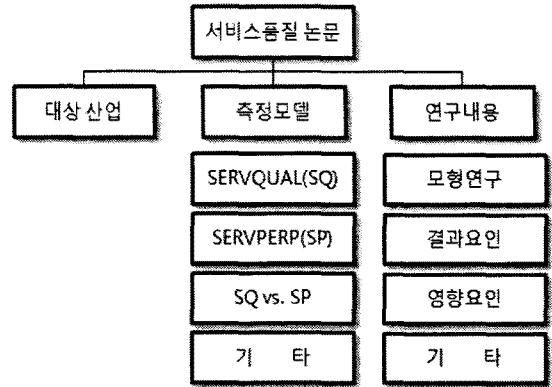 서비스품질 논문
대상 산업
측정모델
연구내용
SERVQUAL(SQ)
모형연구
SERVPERP(SP)
결과요인
SQ vs. SP
영향요인
기 타
기 타